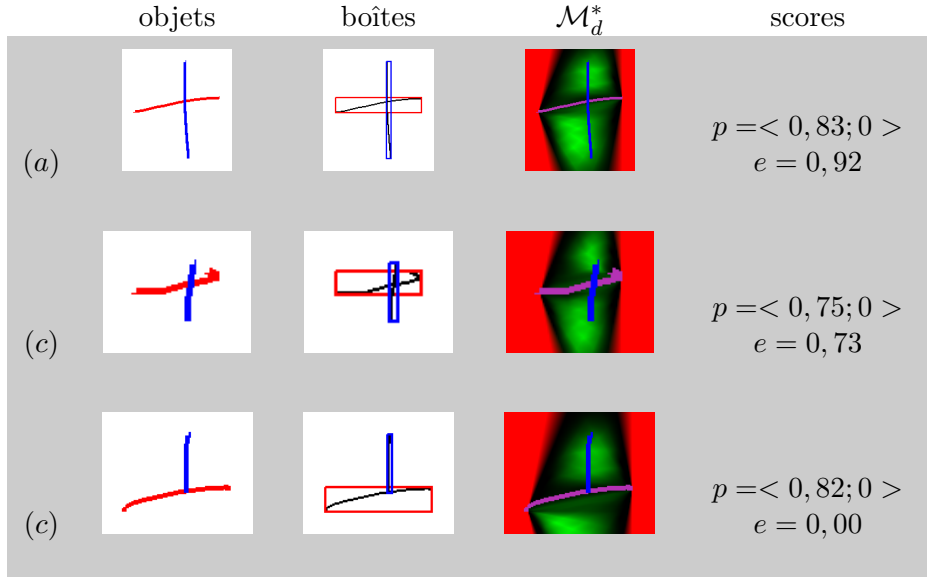 objets boîtes $\mathcal{M}_d^*$ scores
(a) p =< 0, 83; 0 >
e = 0, 92
(c) p =< 0, 75; 0 >
e = 0, 73
(c) p =< 0, 82; 0 >
e = 0, 00